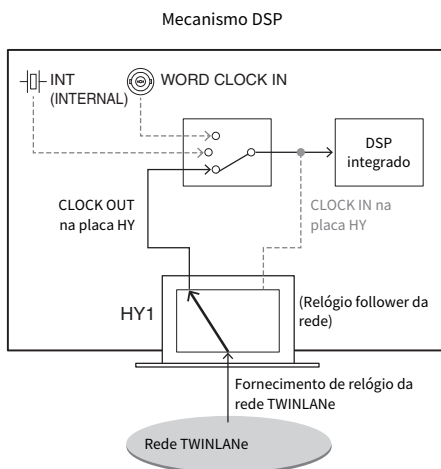 Mecanismo DSP
INT
(INTERNAL)
WORD CLOCK IN
DSP
integrado
CLOCK OUT
na placa HY
CLOCK IN na
placa HY
HY1
(Relógio follower da
rede)
Fornecimento de relógio da
rede TWINLANe
Rede TWINLANe